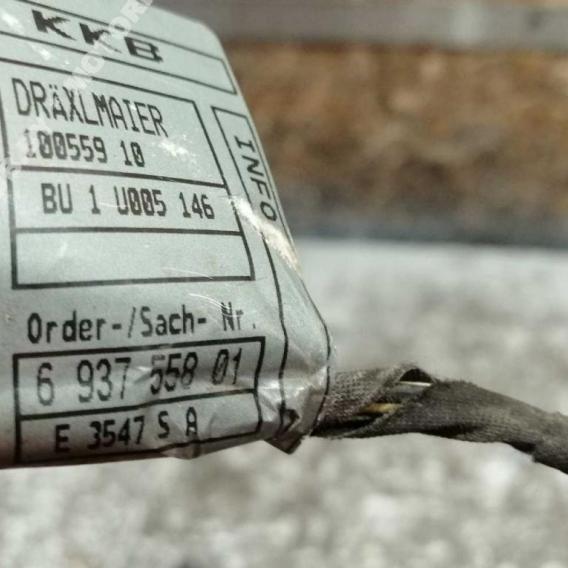 KKB
DRÄXLMAIER
100559 10
BU 1 U005 146
INFO
Order-/Sach- Nr.
6 937 558 01
E 3547 S A